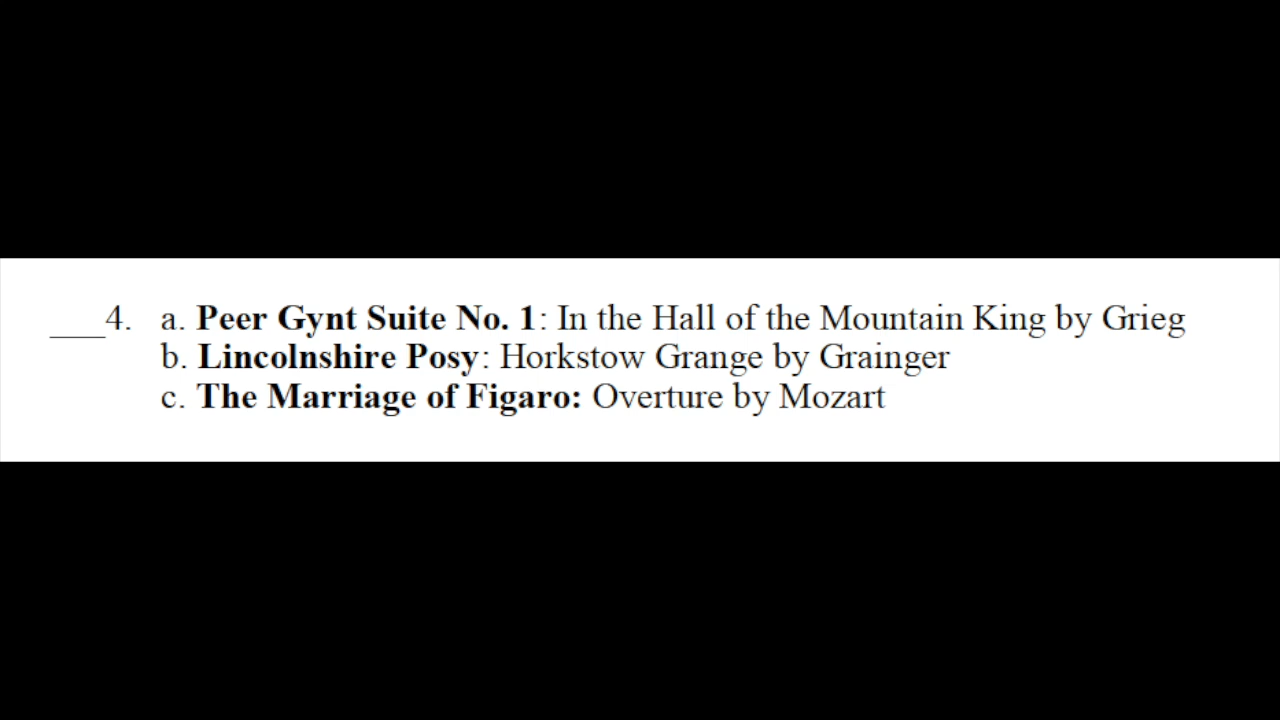 ___4. a. Peer Gynt Suite No. 1: In the Hall of the Mountain King by Grieg
b. Lincolnshire Posy: Horkstow Grange by Grainger
c. The Marriage of Figaro: Overture by Mozart